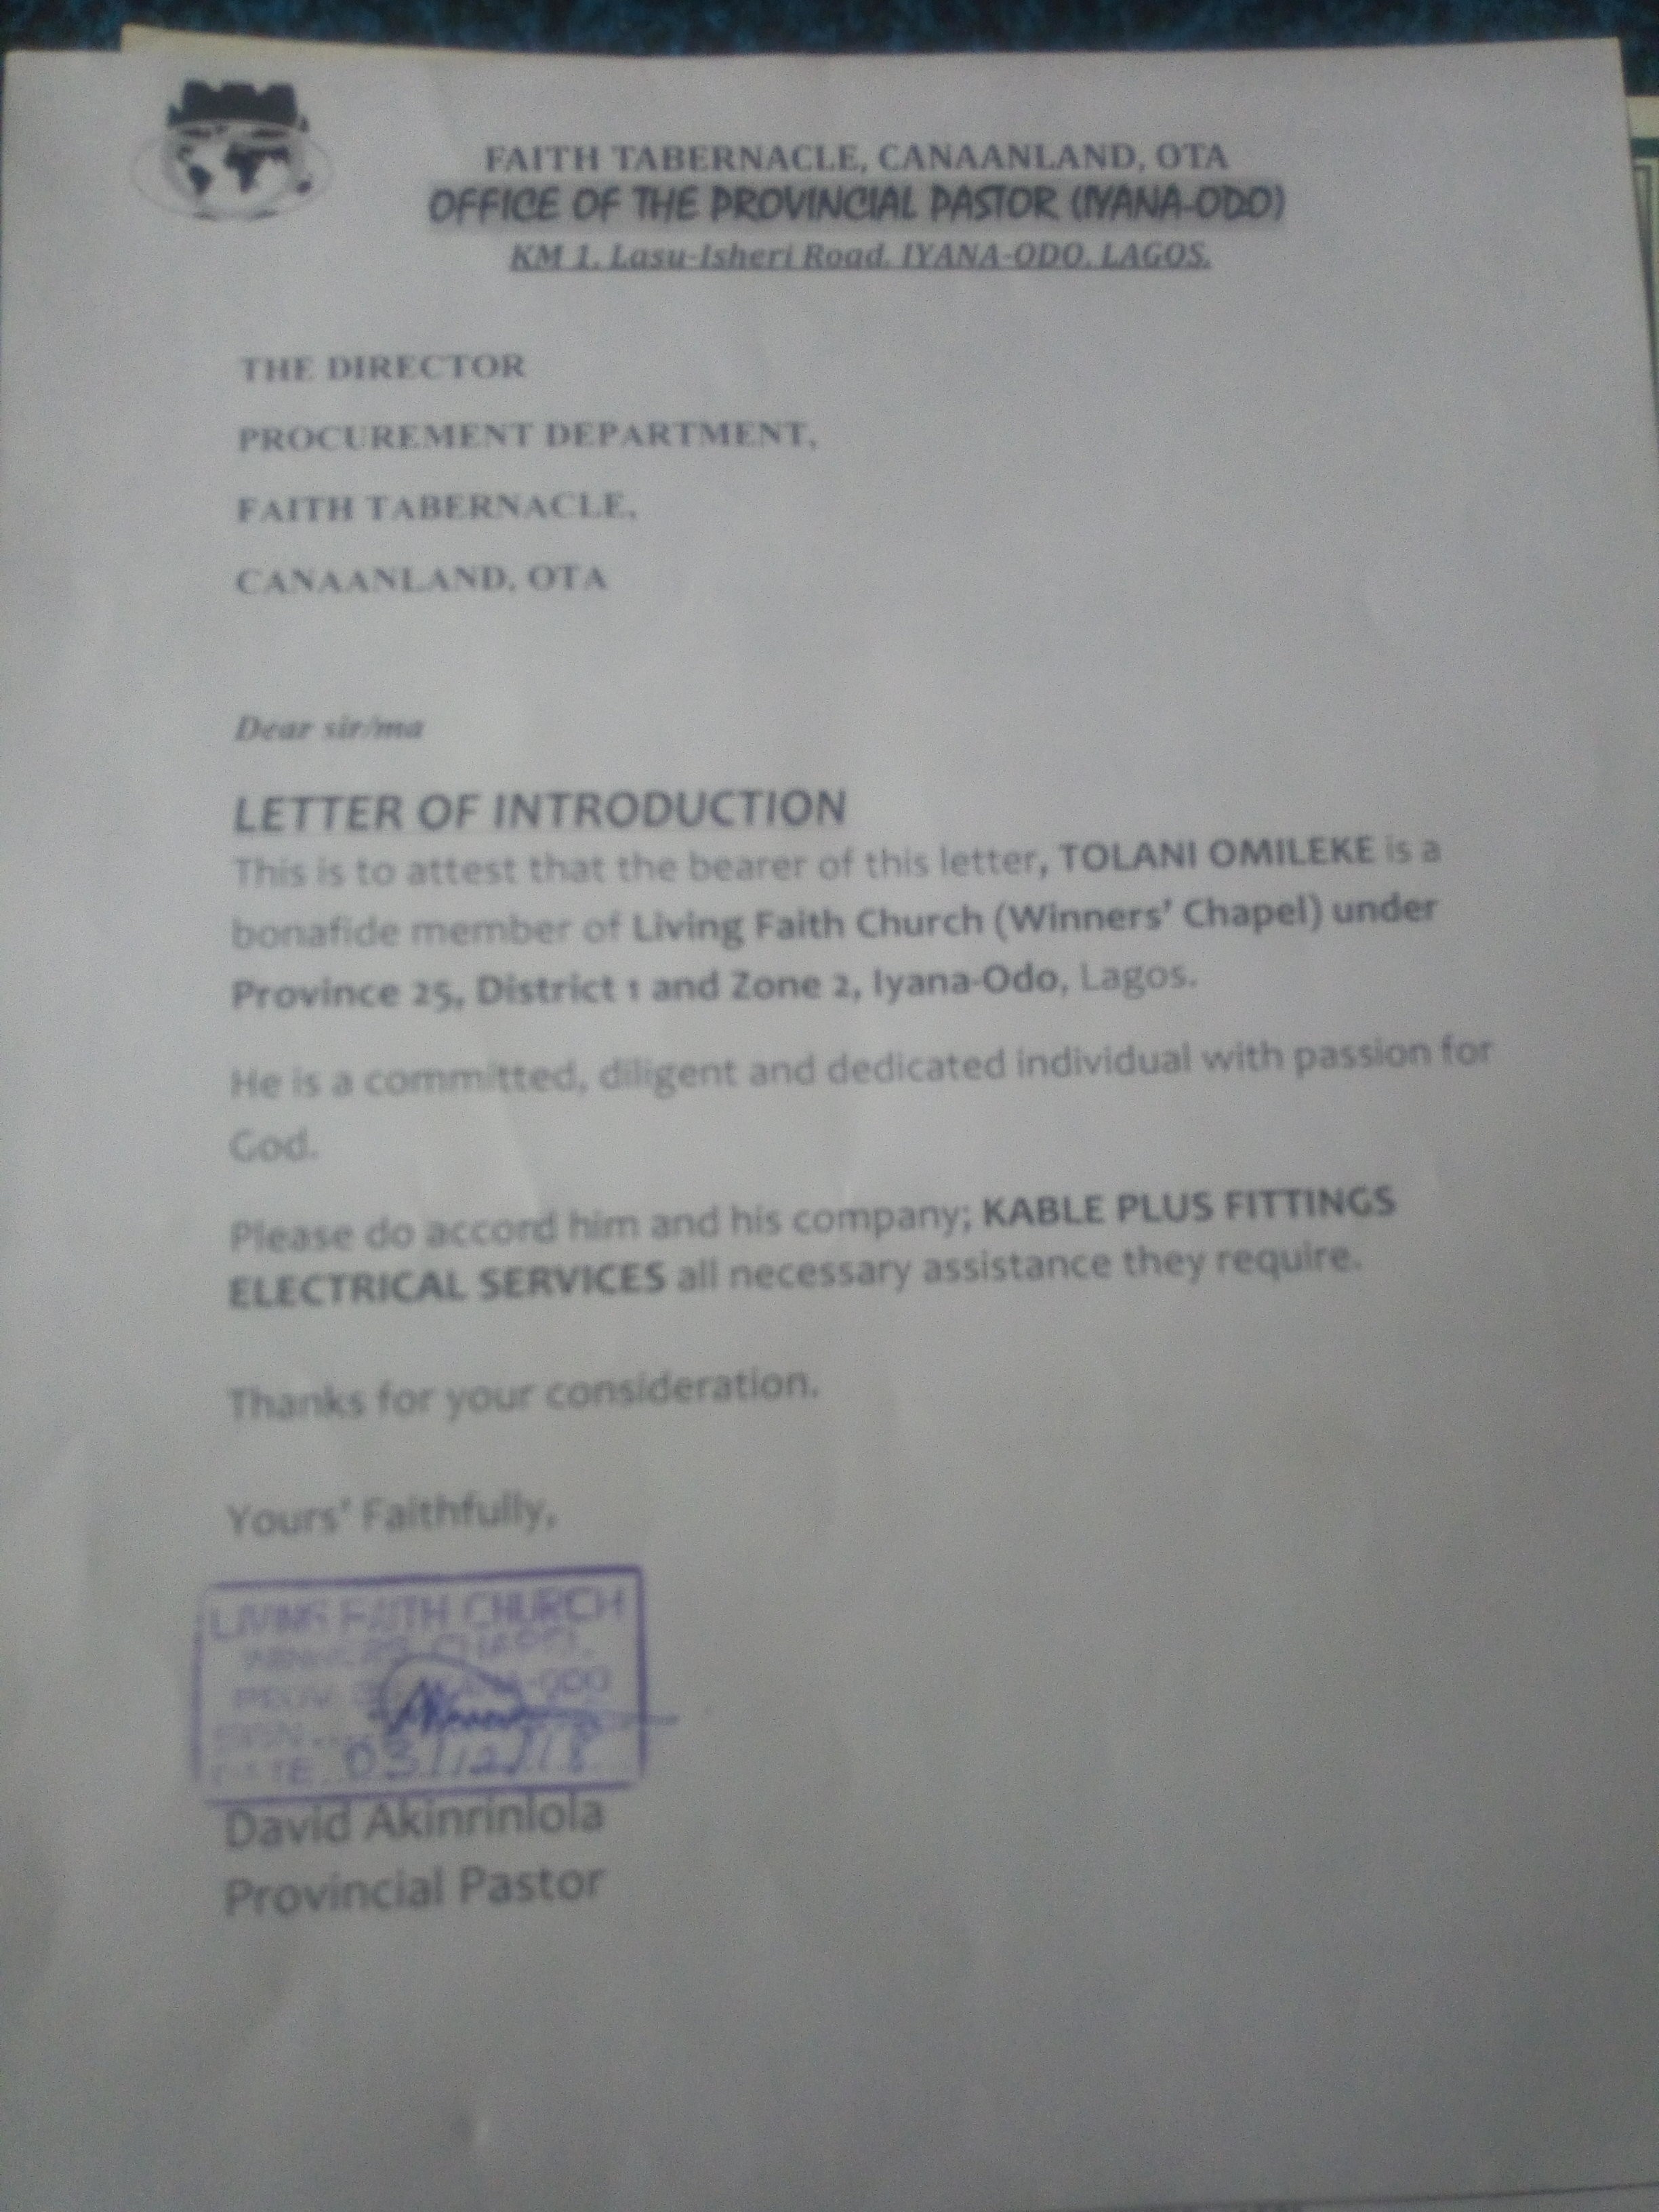 FAITH TABERNACLE, CANAANLAND, OTA
OFFICE OF THE PROVINCIAL PASTOR (IYANA-ODO)
KM 1, Lasu-Isheri Road, IYANA-ODO, LAGOS.
THE DIRECTOR
PROCUREMENT DEPARTMENT,
FAITH TABERNACLE,
CANAANLAND, OTA
Dear sir/ma
LETTER OF INTRODUCTION
This is to attest that the bearer of this letter, TOLANI OMILEKE is a
bonafide member of Living Faith Church (Winners' Chapel) under
Province 25, District 1 and Zone 2, Iyana-Odo, Lagos.
He is a committed, diligent and dedicated individual with passion for
God.
Please do accord him and his company; KABLE PLUS FITTINGS
ELECTRICAL SERVICES all necessary assistance they require.
Thanks for your consideration.
Yours' Faithfully,
LIVING FAITH CHURCH
WINNERS CHAPEL
PROV IYANA-ODO
SIGN
DATE 03/12/18
David Akinrinlola
Provincial Pastor